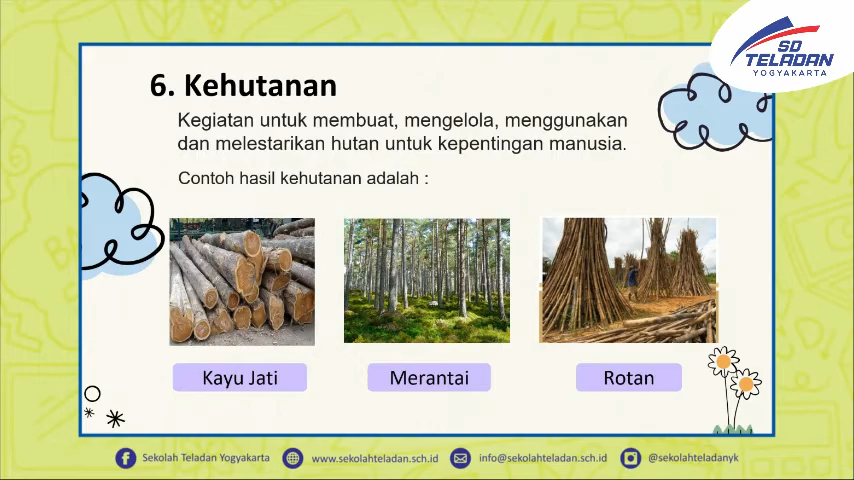 SD
TELADAN
YOGYAKARTA
6. Kehutanan
Kegiatan untuk membuat, mengelola, menggunakan
dan melestarikan hutan untuk kepentingan manusia.
Contoh hasil kehutanan adalah :
Kayu Jati
Merantai
Rotan
Sekolah Teladan Yogyakarta
www.sekolahteladan.sch.id
info@sekolahteladan.sch.id
@sekolahteladanyk